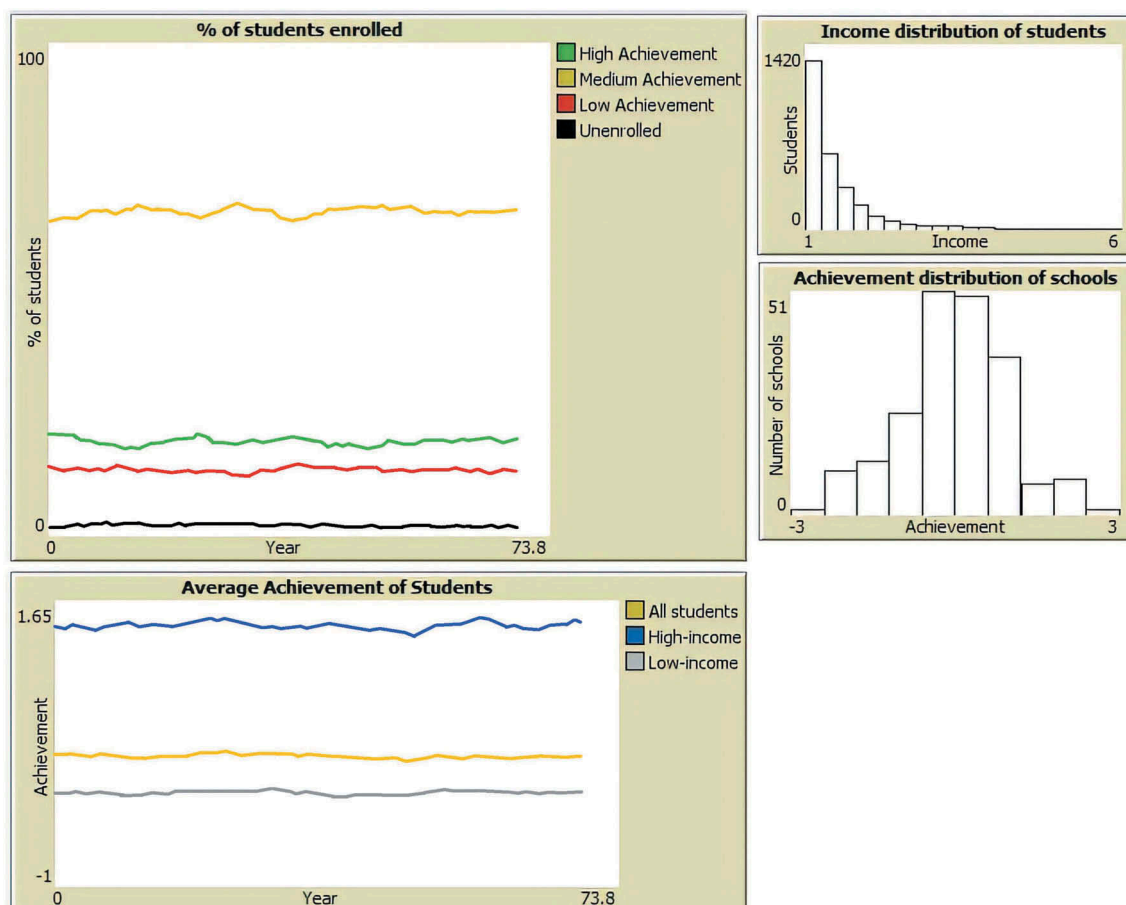 % of students enrolled
100
% of students
0
0
Year
73.8
High Achievement
Medium Achievement
Low Achievement
Unenrolled
Income distribution of students
1420
Students
0
1
Income
6
Achievement distribution of schools
51
Number of schools
0
-3
Achievement
3
Average Achievement of Students
1.65
Achievement
-1
0
Year
73.8
All students
High-income
Low-income